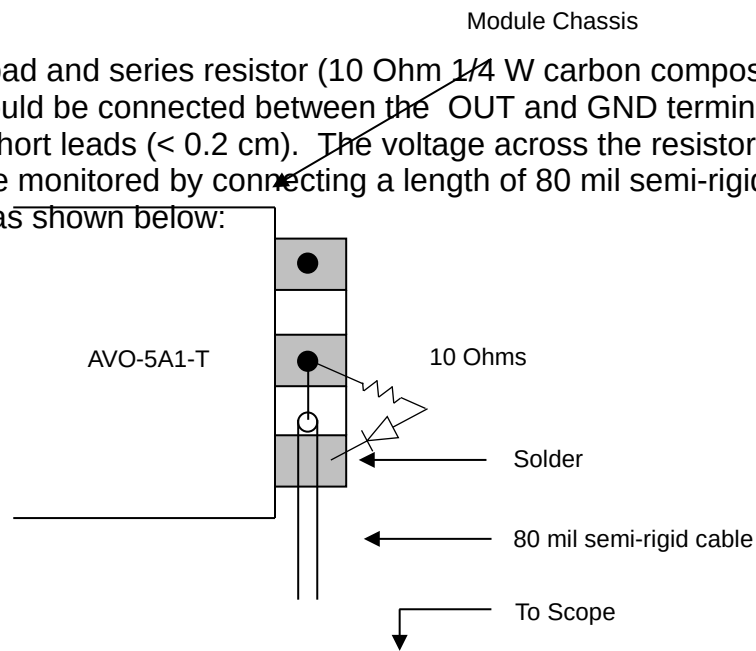 Module Chassis
ad and series resistor (10 Ohm 1/4 W carbon compos
uld be connected between the OUT and GND termin
hort leads (< 0.2 cm). The voltage across the resistor
e monitored by connecting a length of 80 mil semi-rigid
as shown below:
AVO-5A1-T
10 Ohms
Solder
80 mil semi-rigid cable
To Scope